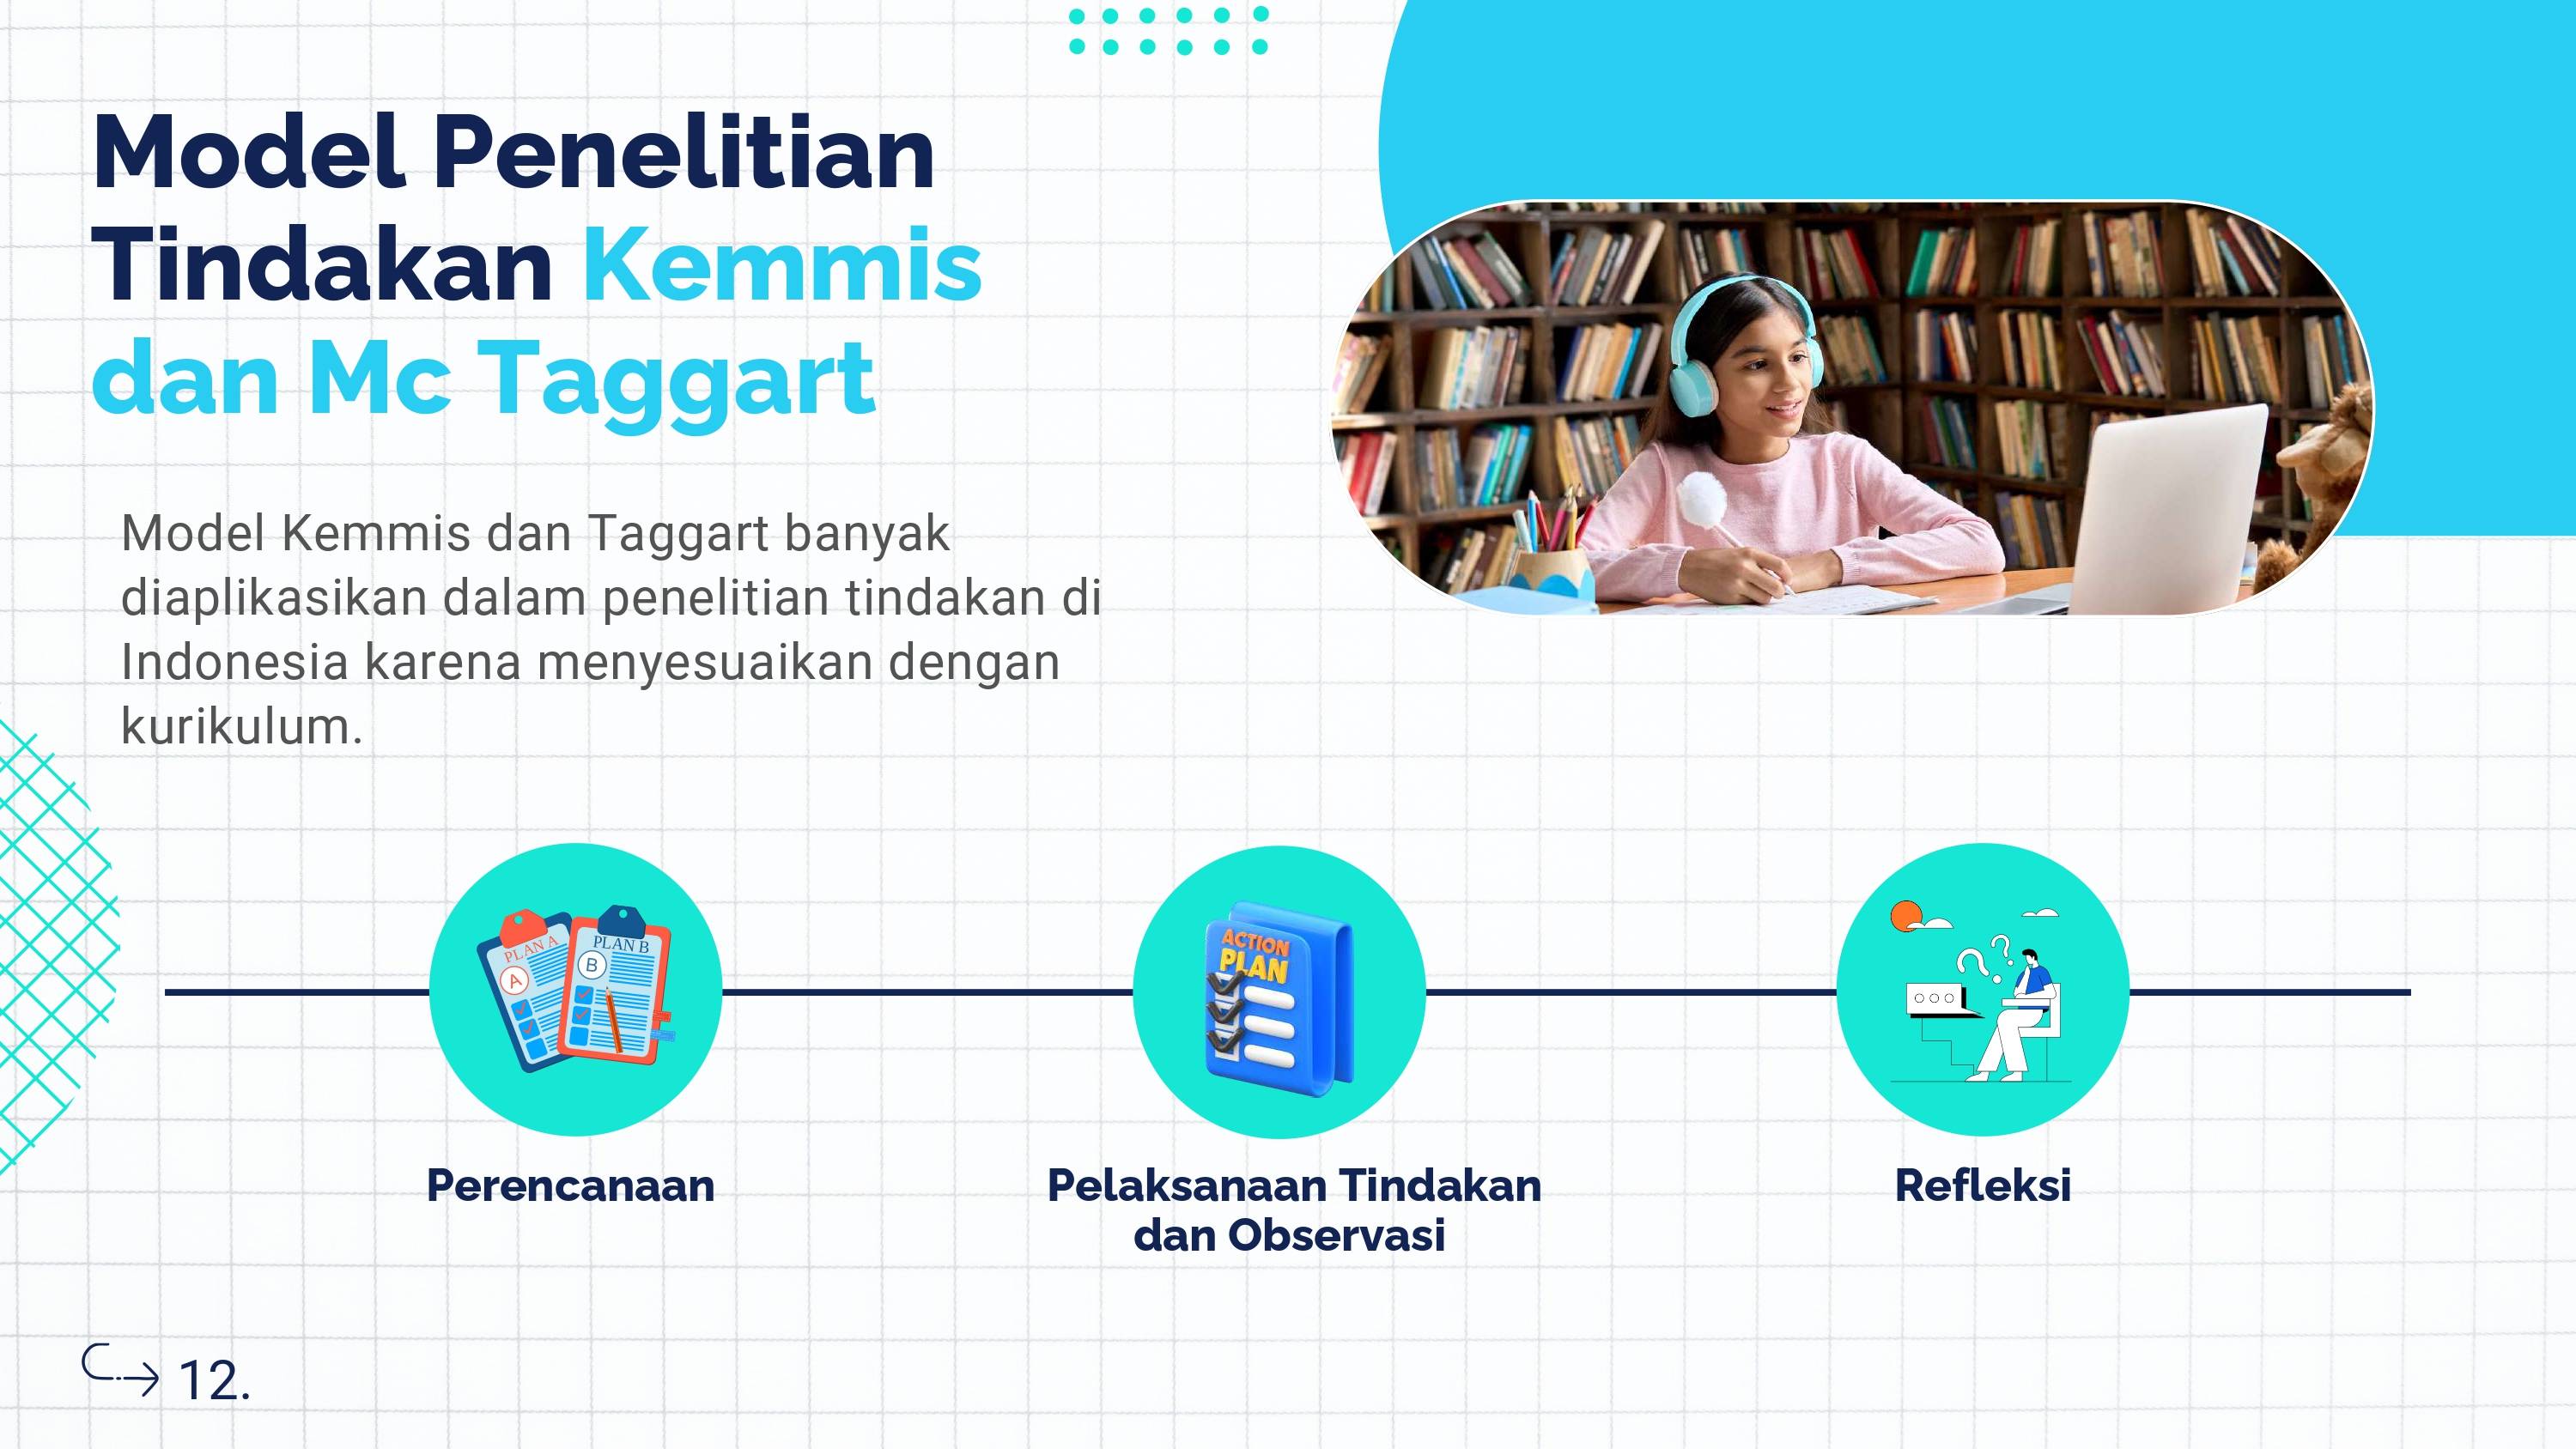 Model Penelitian
Tindakan Kemmis
dan Mc Taggart
Model Kemmis dan Taggart banyak
diaplikasikan dalam penelitian tindakan di
Indonesia karena menyesuaikan dengan
kurikulum.
PLAN A
A
PLAN B
B
ACTION
PLAN
Perencanaan
Pelaksanaan Tindakan
dan Observasi
Refleksi
12.